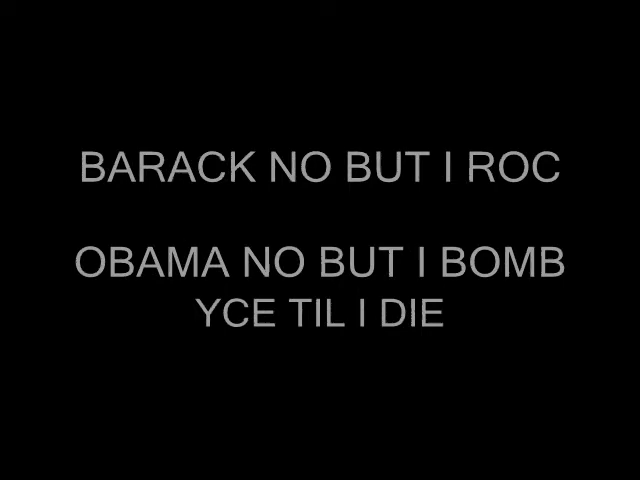 BARACK NO BUT I ROC
OBAMA NO BUT I BOMB
YCE TIL I DIE